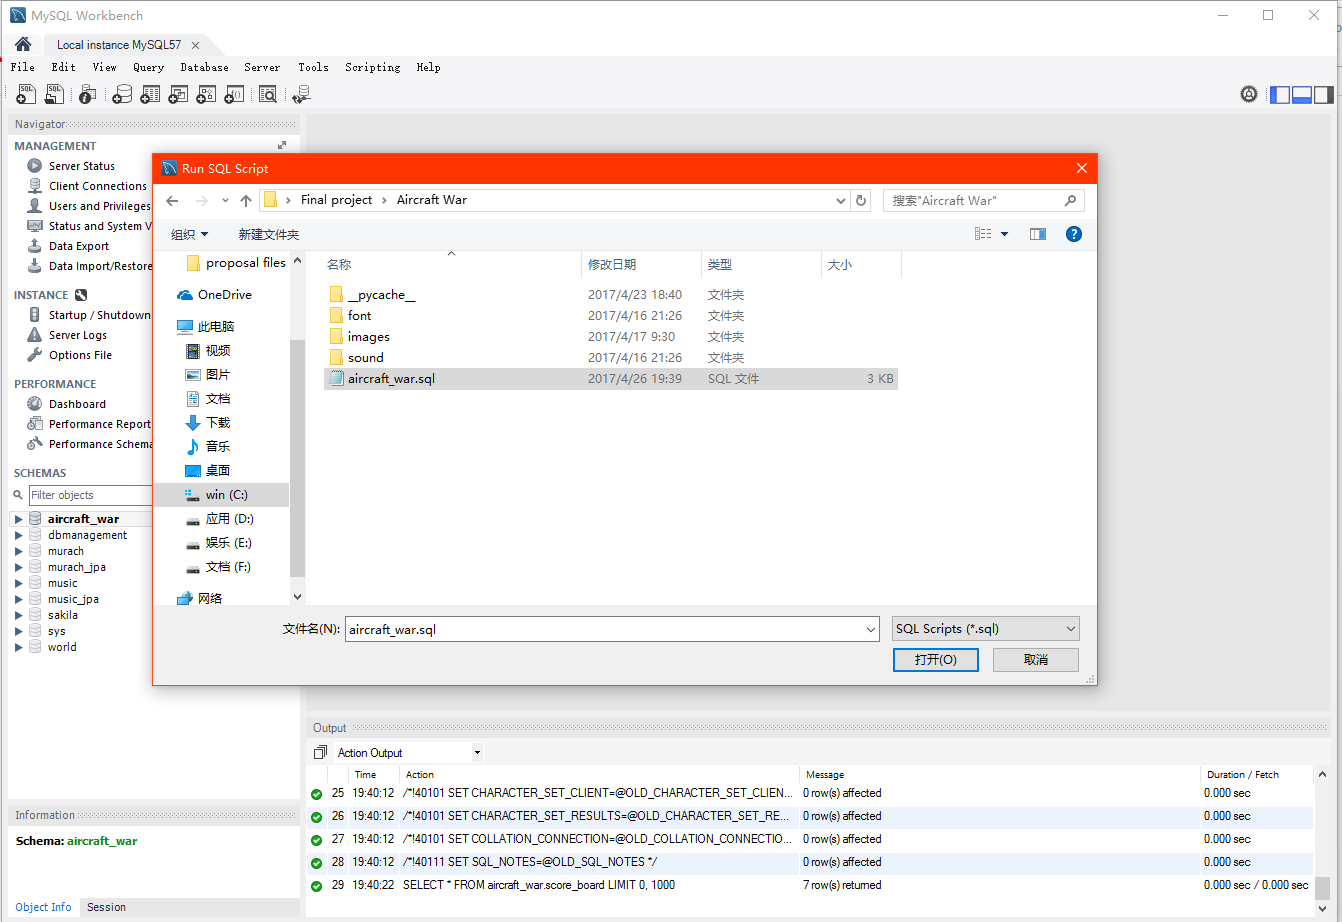 MySQL Workbench
Local instance MySQL57
File Edit View Query Database Server Tools Scripting Help
Navigator
MANAGEMENT
Server Status
Client Connections
Users and Privileges
Status and System V
Data Export
Data Import/Restore
INSTANCE
Startup / Shutdown
Server Logs
Options File
PERFORMANCE
Dashboard
Performance Report
Performance Schema
SCHEMAS
Filter objects
aircraft_war
dbmanagement
murach
murach_jpa
music
music_jpa
sakila
sys
world
Information
Schema: aircraft_war
Object Info Session
Run SQL Script
Final project Aircraft War
搜索"Aircraft War"
组织 新建文件夹
proposal files
OneDrive
此电脑
视频
图片
文档
下载
音乐
桌面
win (C:)
应用 (D:)
娱乐 (E:)
文档 (F:)
网络
名称 修改日期 类型 大小
__pycache__ 2017/4/23 18:40 文件夹
font 2017/4/16 21:26 文件夹
images 2017/4/17 9:30 文件夹
sound 2017/4/16 21:26 文件夹
aircraft_war.sql 2017/4/26 19:39 SQL 文件 3 KB
文件名(N): aircraft_war.sql SQL Scripts (*.sql)
打开(O) 取消
Output
Action Output
Time Action Message Duration / Fetch
25 19:40:12 /*!40101 SET CHARACTER_SET_CLIENT=@OLD_CHARACTER_SET_CLIEN... 0 row(s) affected 0.000 sec
26 19:40:12 /*!40101 SET CHARACTER_SET_RESULTS=@OLD_CHARACTER_SET_RE... 0 row(s) affected 0.000 sec
27 19:40:12 /*!40101 SET COLLATION_CONNECTION=@OLD_COLLATION_CONNECTIO... 0 row(s) affected 0.000 sec
28 19:40:12 /*!40111 SET SQL_NOTES=@OLD_SQL_NOTES */ 0 row(s) affected 0.000 sec
29 19:40:22 SELECT * FROM aircraft_war.score_board LIMIT 0, 1000 7 row(s) returned 0.000 sec / 0.000 sec